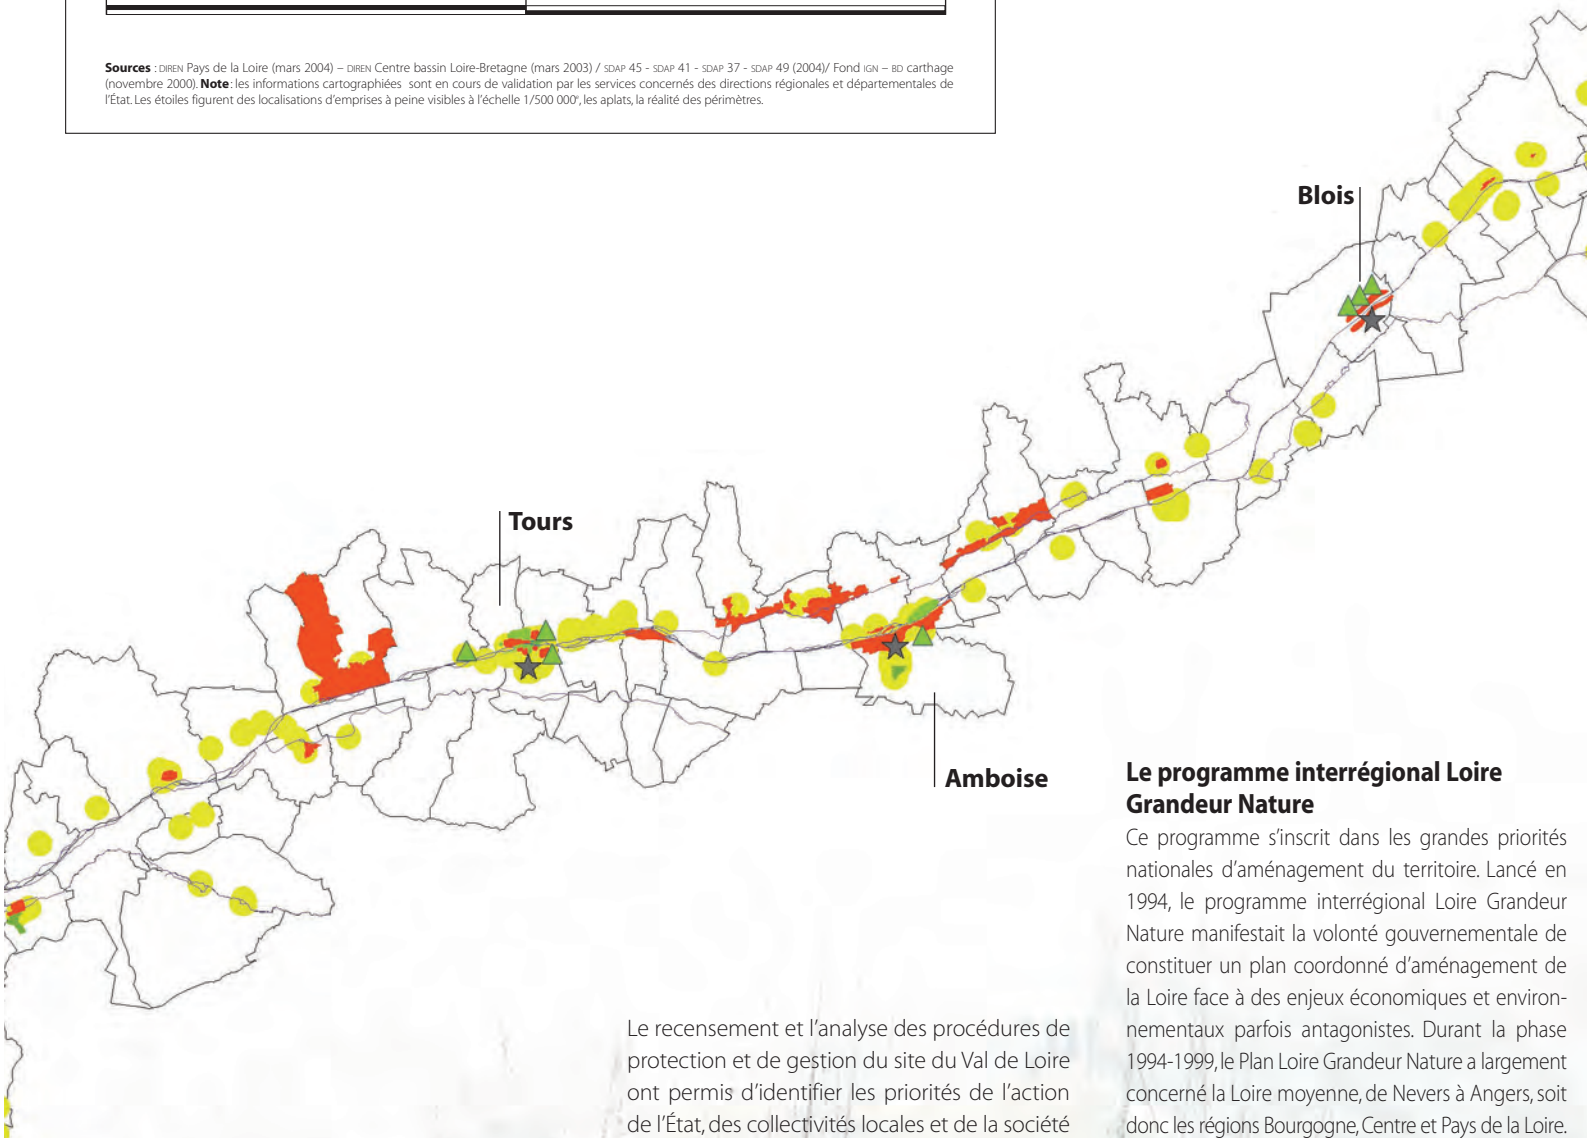 Sources : DIREN Pays de la Loire (mars 2004) – DIREN Centre bassin Loire-Bretagne (mars 2003) / SDAP 45 - SDAP 41 - SDAP 37 - SDAP 49 (2004)/ Fond IGN – BD carthage
(novembre 2000). Note : les informations cartographiées sont en cours de validation par les services concernés des directions régionales et départementales de
l'État. Les étoiles figurent des localisations d'emprises à peine visibles à l'échelle 1/500 000e, les aplats, la réalité des périmètres.
Blois
Tours
Amboise
Le recensement et l'analyse des procédures de
protection et de gestion du site du Val de Loire
ont permis d'identifier les priorités de l'action
de l'État, des collectivités locales et de la société
Le programme interrégional Loire
Grandeur Nature
Ce programme s'inscrit dans les grandes priorités
nationales d'aménagement du territoire. Lancé en
1994, le programme interrégional Loire Grandeur
Nature manifestait la volonté gouvernementale de
constituer un plan coordonné d'aménagement de
la Loire face à des enjeux économiques et environ-
nementaux parfois antagonistes. Durant la phase
1994-1999, le Plan Loire Grandeur Nature a largement
concerné la Loire moyenne, de Nevers à Angers, soit
donc les régions Bourgogne, Centre et Pays de la Loire.